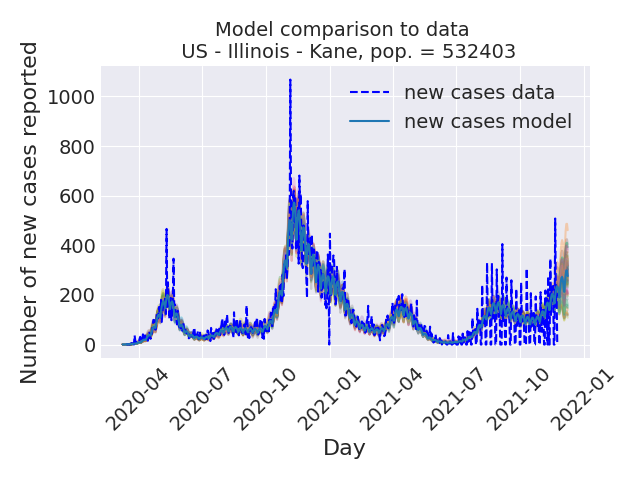 Model comparison to data
US - Illinois - Kane, pop. = 532403
Number of new cases reported
1000
800
600
400
200
0
new cases data
new cases model
2020-04
2020-07
2020-10
2021-01
2021-04
2021-07
2021-10
2022-01
Day